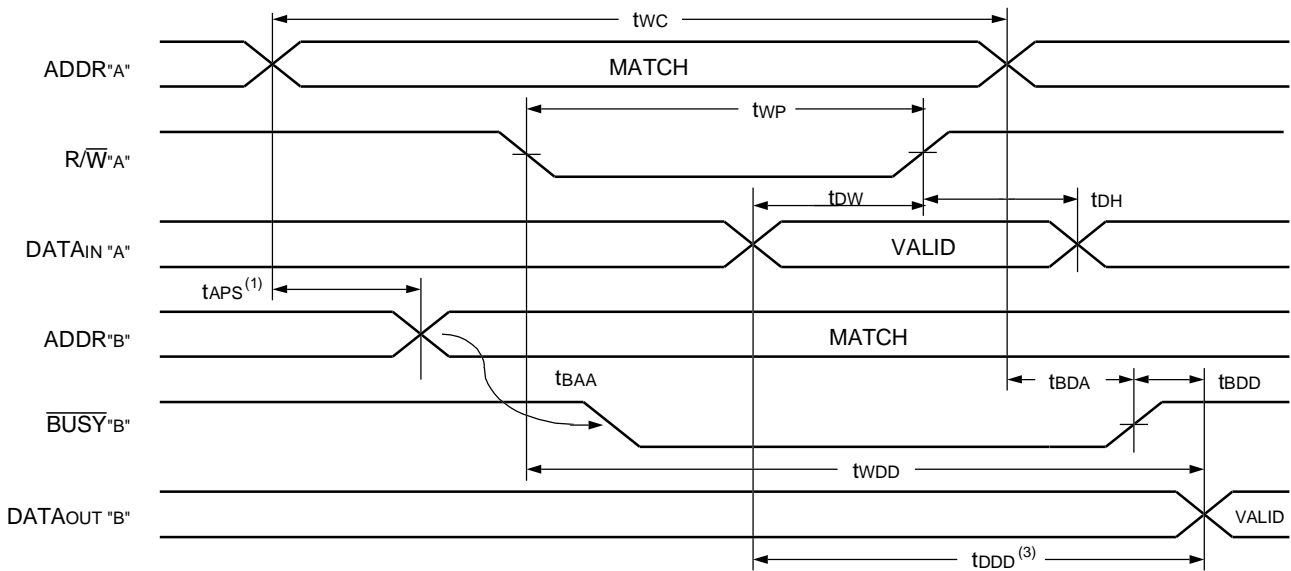 tWC
ADDR"A" MATCH
tWP
R/W̅"A"
tDW tDH
DATAIN "A" VALID
tAPS(1)
ADDR"B" MATCH
tBAA tBDA tBDD
B̅U̅S̅Y̅"B"
tWDD
DATAOUT "B" VALID
tDDD(3)